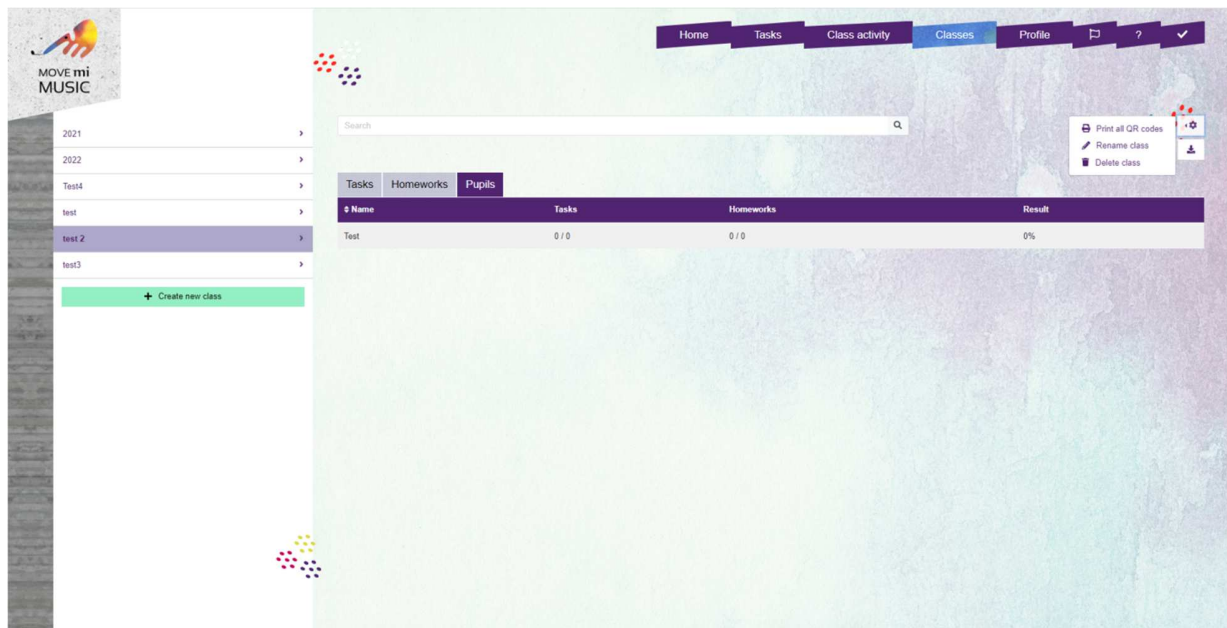 MOVE mi
MUSIC
Home Tasks Class activity Classes Profile ?
2021
2022
Test4
test
test 2
test3
+ Create new class
Search
Print all QR codes
Rename class
Delete class
Tasks Homeworks Pupils
Name Tasks Homeworks Result
Test 0 / 0 0 / 0 0%